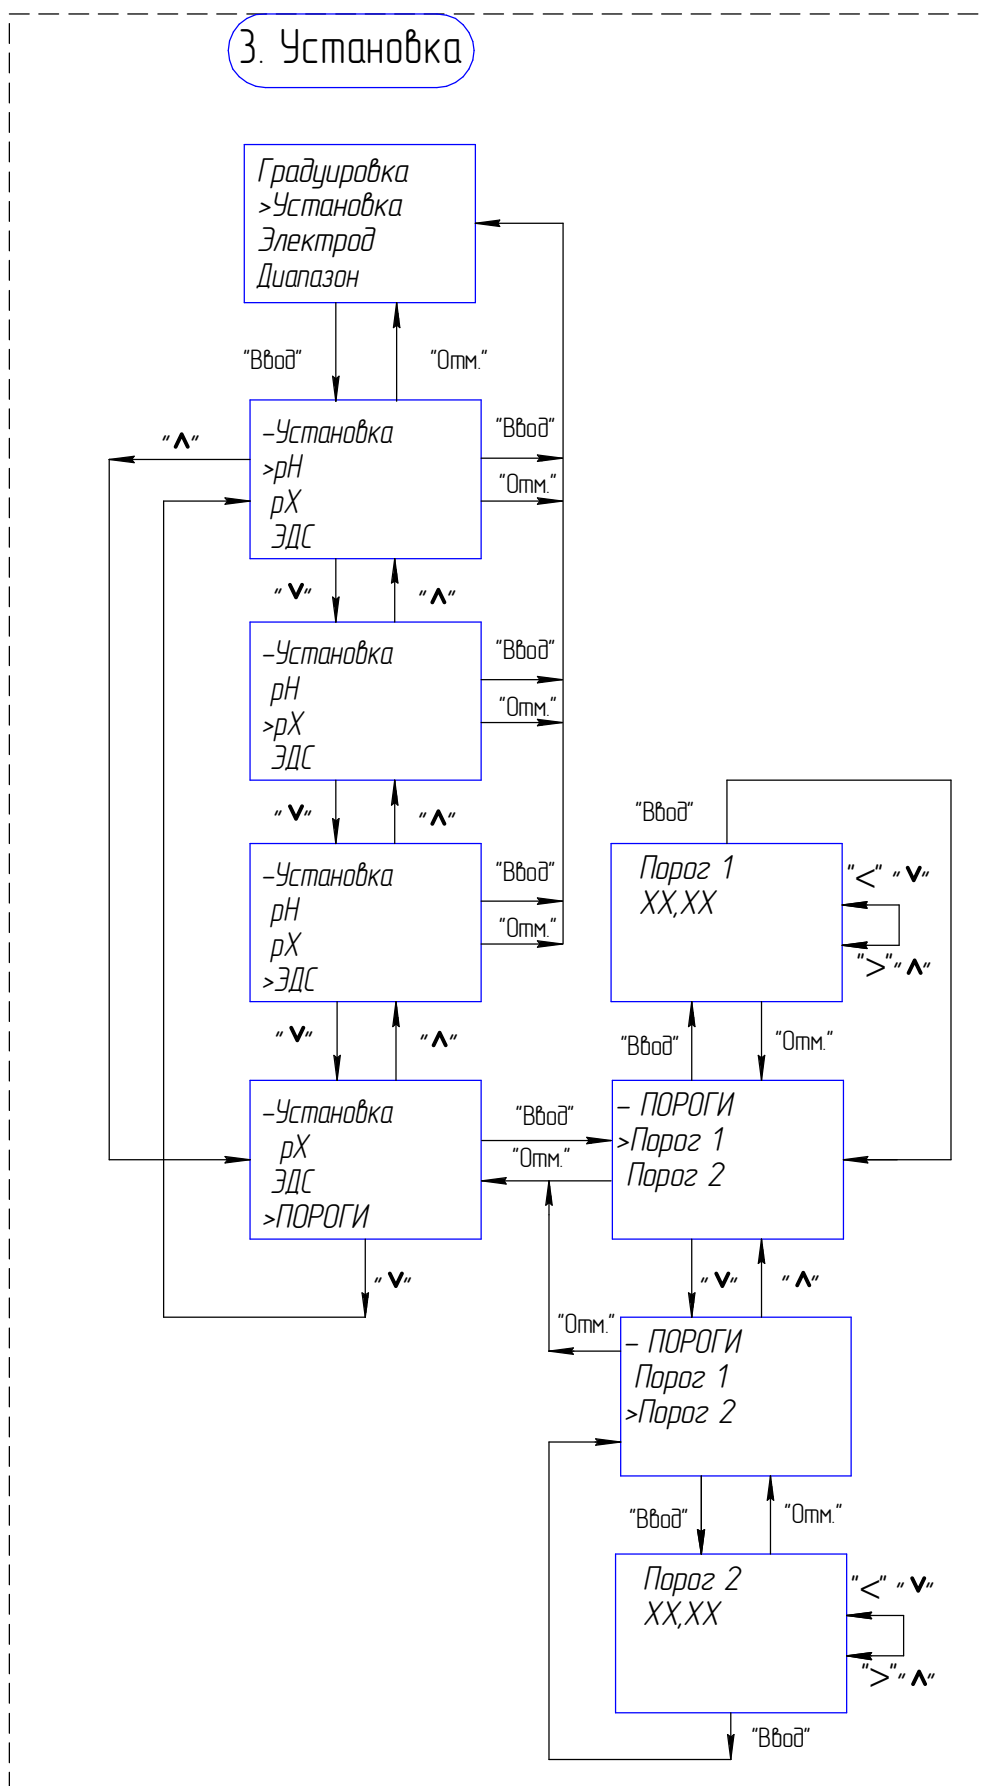 3. Установка
Градуировка
>Установка
Электрод
Диапазон
"Ввод"
"Отм."
"∧"
–Установка
>pH
pX
ЭДС
"Ввод"
"Отм."
"∨"
"∧"
–Установка
pH
>pX
ЭДС
"Ввод"
"Отм."
"∨"
"∧"
–Установка
pH
pX
>ЭДС
"Ввод"
"Отм."
"∨"
"∧"
–Установка
pX
ЭДС
>ПОРОГИ
"Ввод"
"Отм."
"∨"
"Ввод"
Порог 1
XX,XX
"<" "∨"
">" "∧"
"Ввод"
"Отм."
– ПОРОГИ
>Порог 1
Порог 2
"∨"
"∧"
"Отм."
– ПОРОГИ
Порог 1
>Порог 2
"Ввод"
"Отм."
Порог 2
XX,XX
"<" "∨"
">" "∧"
"Ввод"